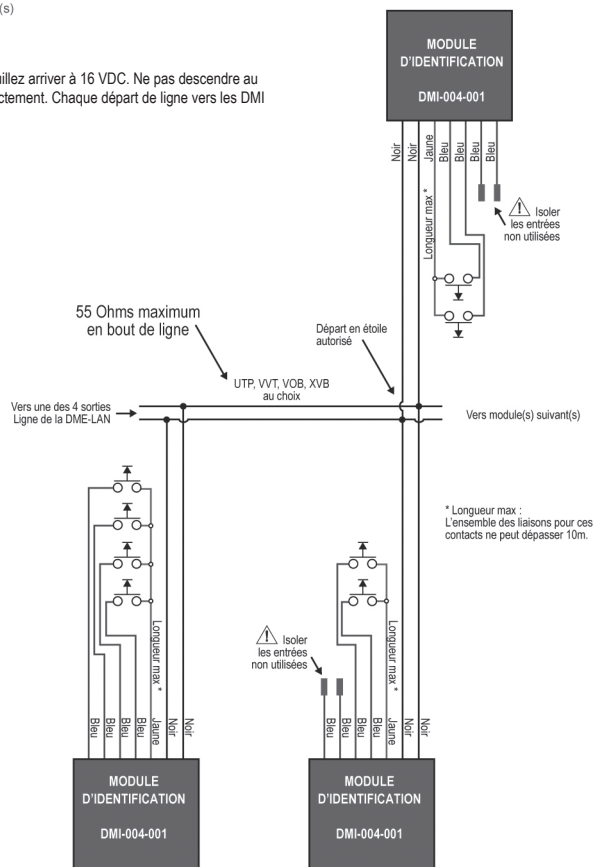 (s)
MODULE
D'IDENTIFICATION
DMI-004-001
illez arriver à 16 VDC. Ne pas descendre au
ctement. Chaque départ de ligne vers les DMI
Noir
Noir
Jaune
Bleu
Bleu
Bleu
Bleu
Longueur max *
Isoler
les entrées
non utilisées
55 Ohms maximum
en bout de ligne
Départ en étoile
autorisé
UTP, VVT, VOB, XVB
au choix
Vers une des 4 sorties
Ligne de la DME-LAN
Vers module(s) suivant(s)
* Longueur max :
L'ensemble des liaisons pour ces
contacts ne peut dépasser 10m.
Longueur max *
Bleu
Bleu
Bleu
Bleu
Jaune
Noir
Noir
MODULE
D'IDENTIFICATION
DMI-004-001
Isoler
les entrées
non utilisées
Longueur max *
Bleu
Bleu
Bleu
Bleu
Jaune
Noir
Noir
MODULE
D'IDENTIFICATION
DMI-004-001